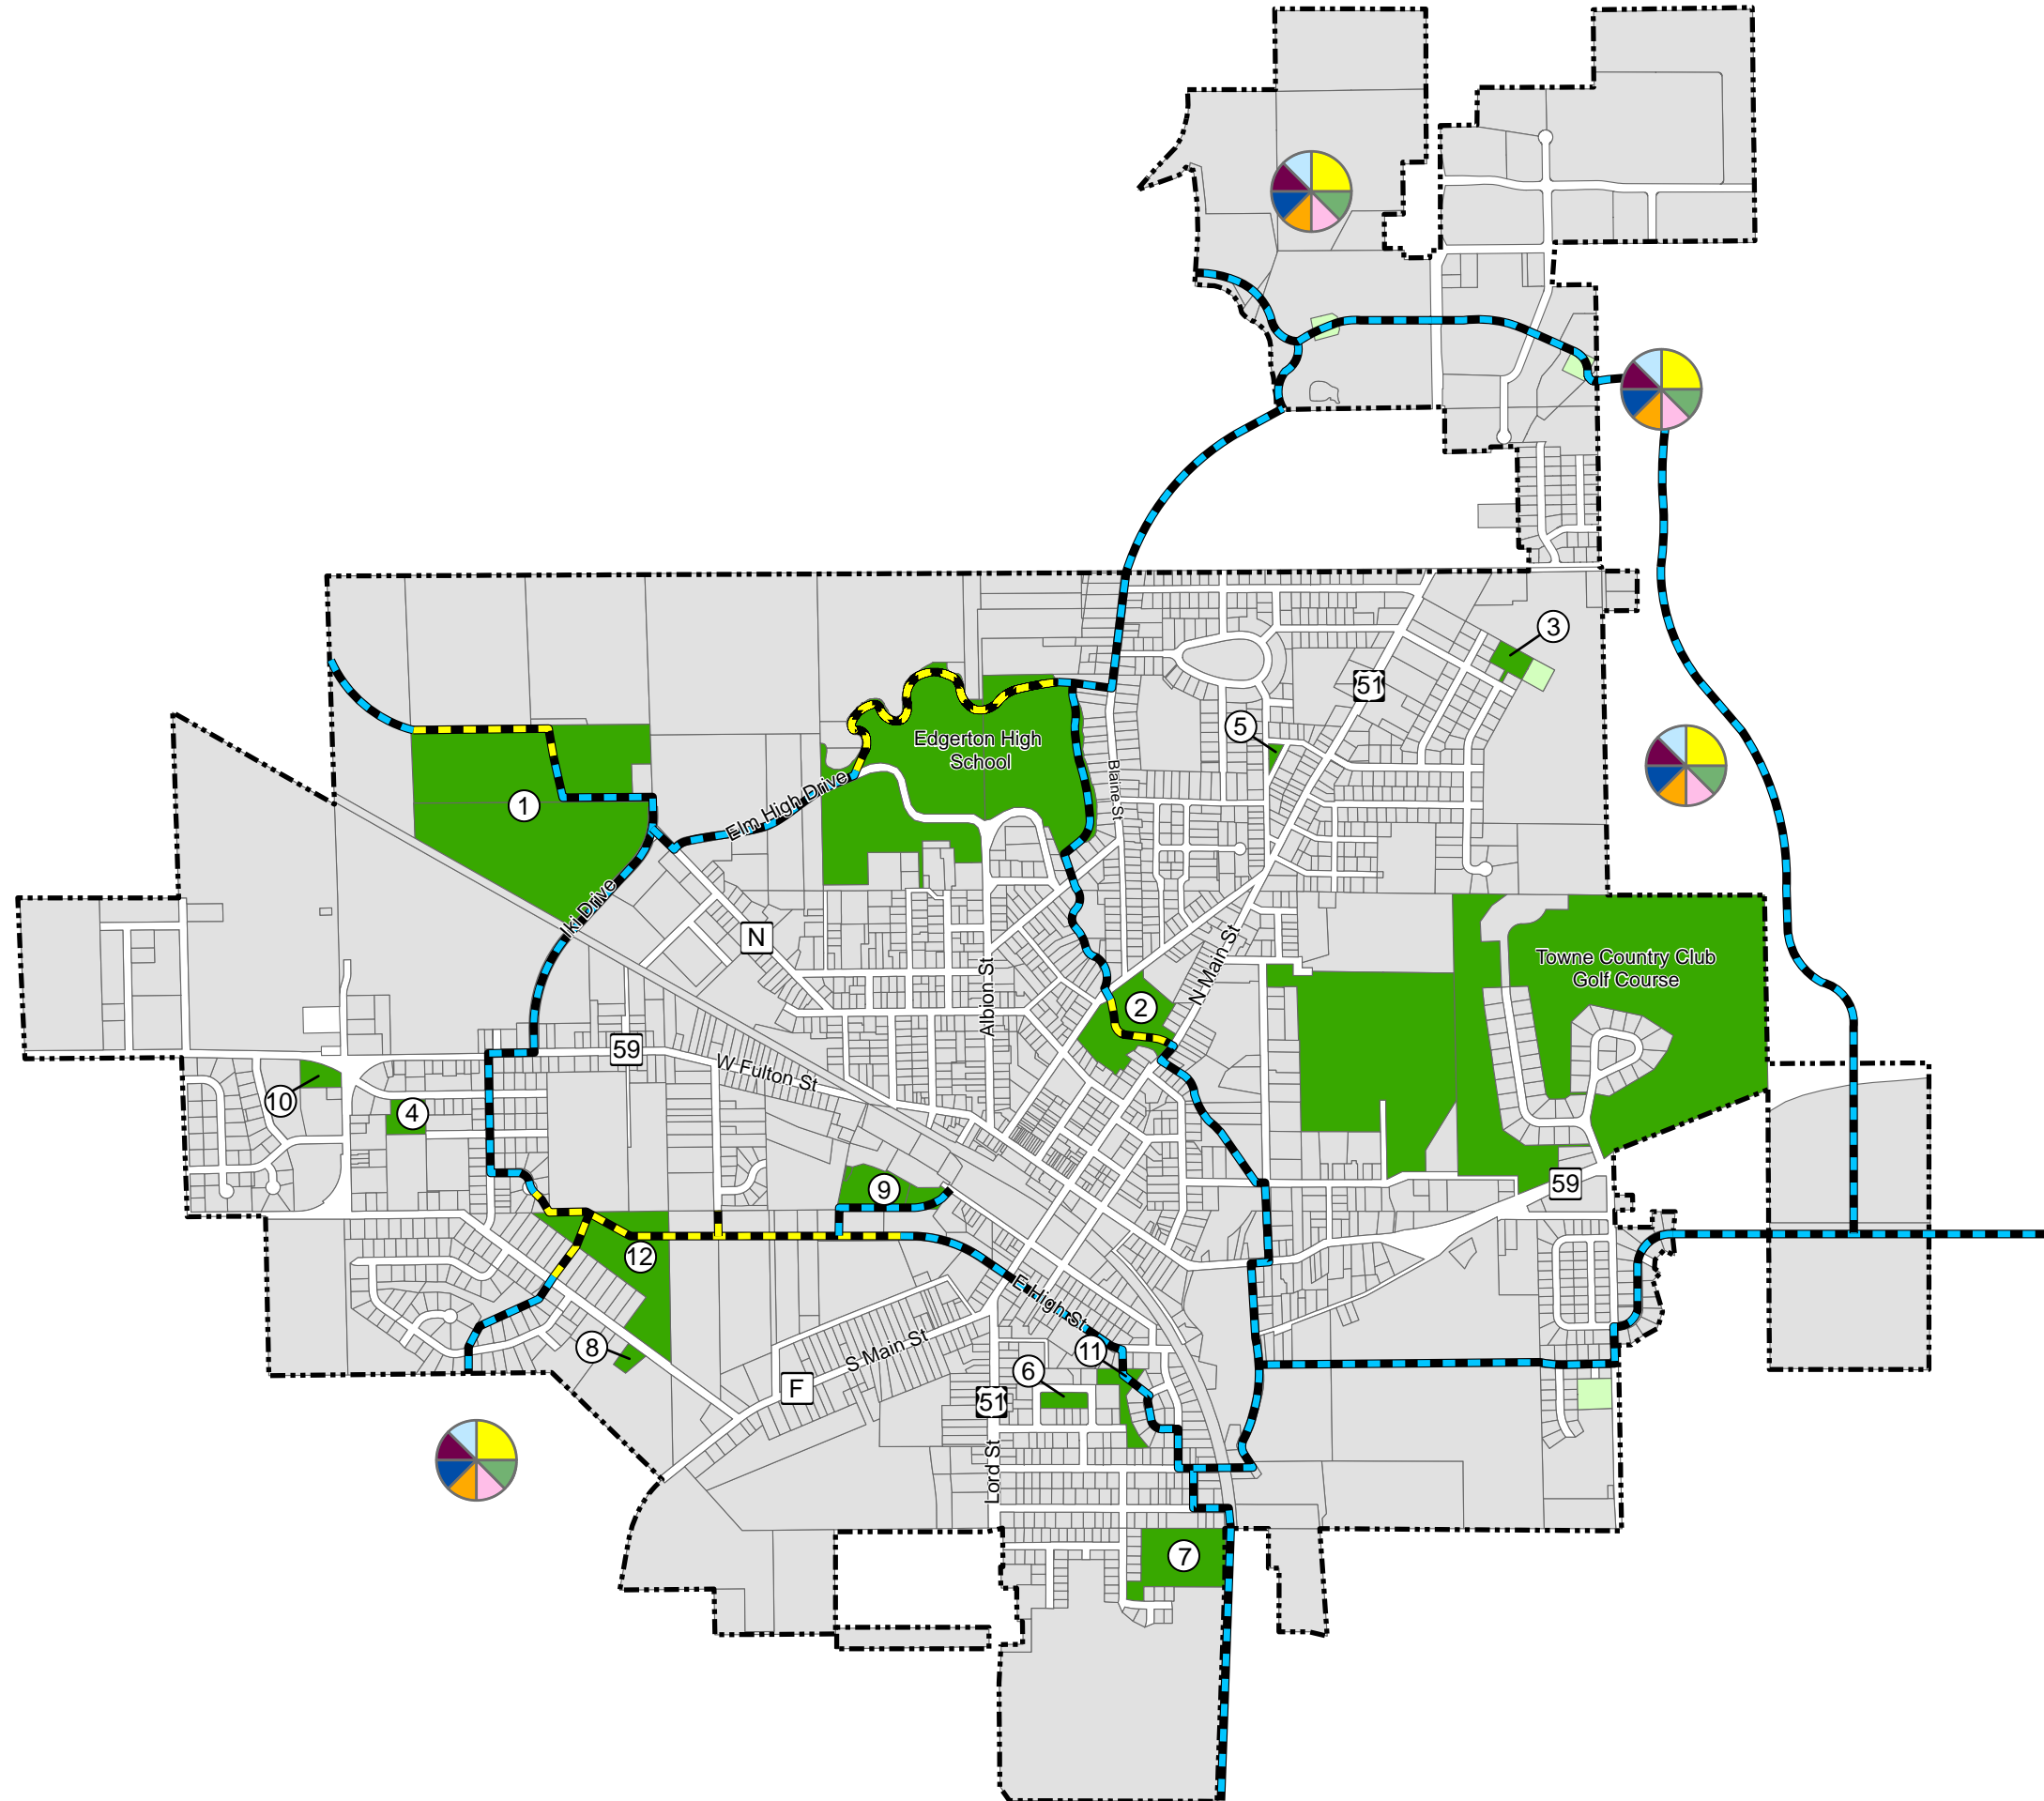 3
51
5
Edgerton High
School
Blaine St
Elm High Drive
1
Iki Drive
N
Towne Country Club
Golf Course
N Main St
Albion St
2
59
W Fulton St
10
4
9
59
12
E High St
8
S Main St
11
6
F
51
Lord St
7